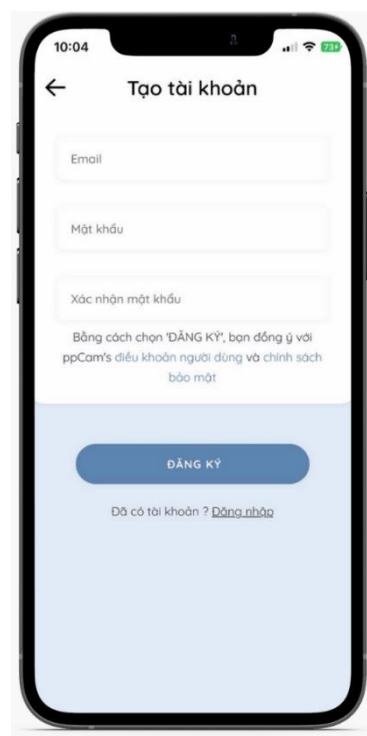 10:04
73
Tạo tài khoản
Email
Mật khẩu
Xác nhận mật khẩu
Bằng cách chọn 'ĐĂNG KÝ', bạn đồng ý với
ppCam's điều khoản người dùng và chính sách
bảo mật
ĐĂNG KÝ
Đã có tài khoản ? Đăng nhập